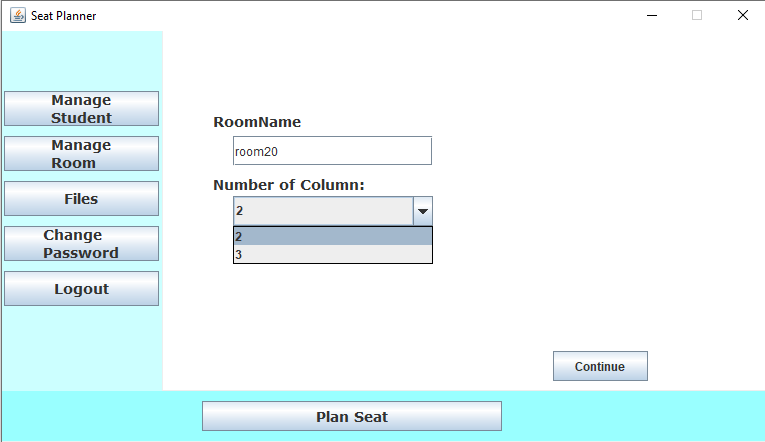 Seat Planner
Manage
Student
Manage
Room
Files
Change
Password
Logout
RoomName
room20
Number of Column:
2
2
3
Continue
Plan Seat